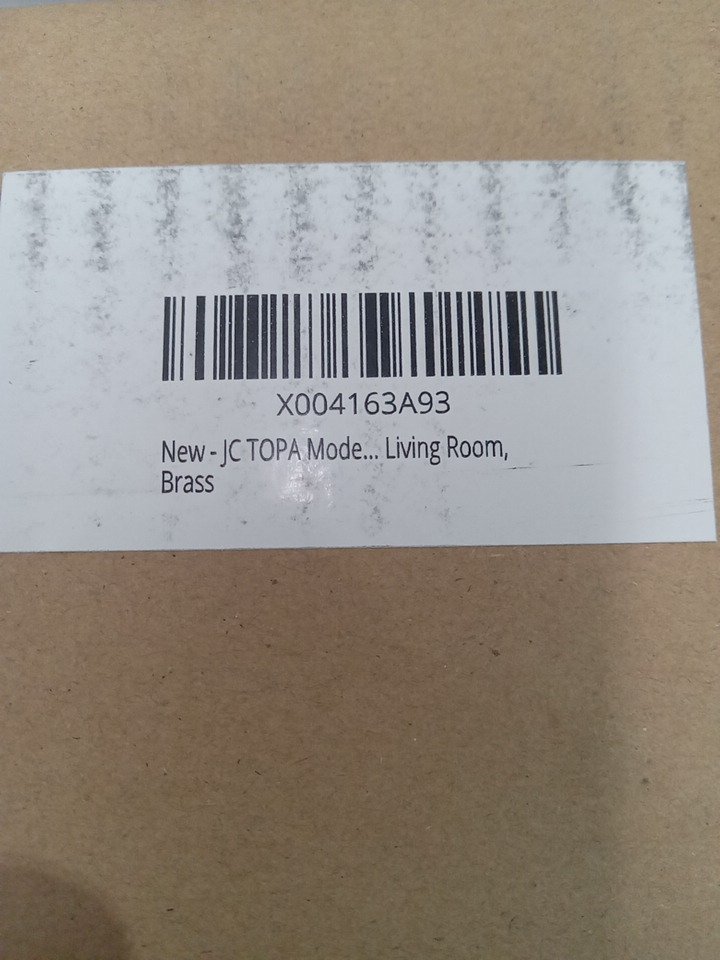 X004163A93
New - JC TOPA Mode... Living Room,
Brass